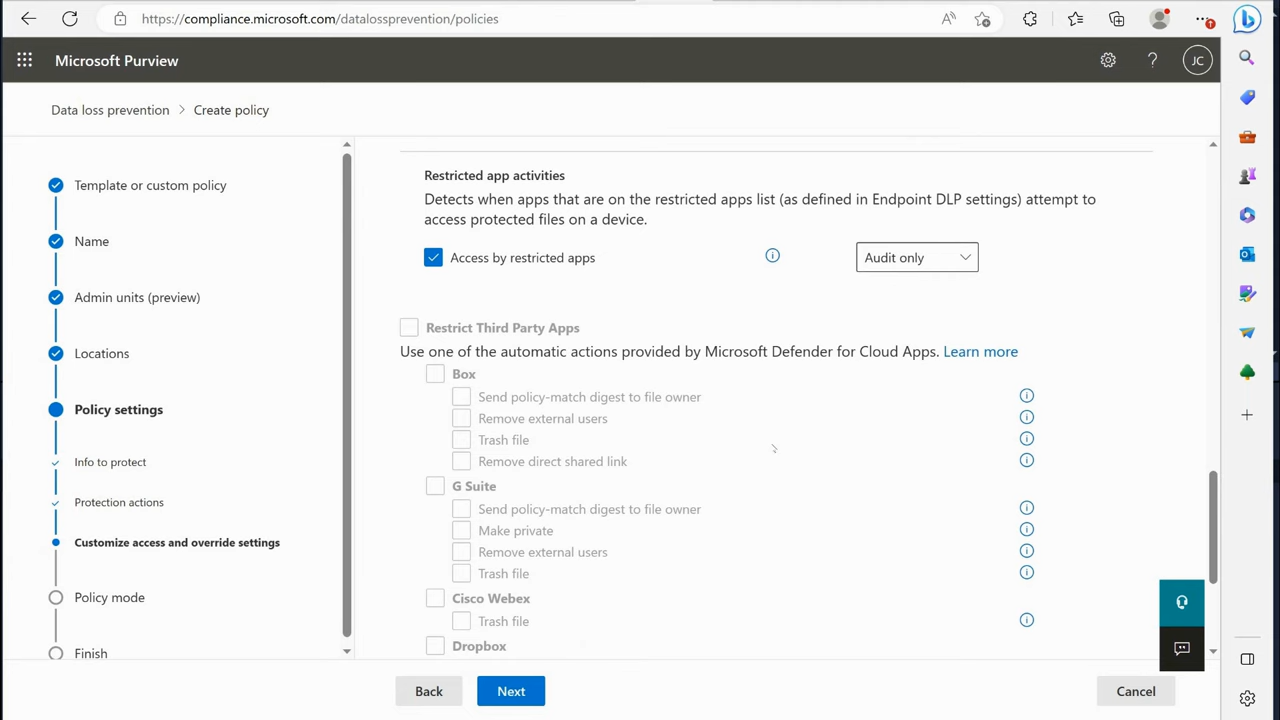 https://compliance.microsoft.com/datalossprevention/policies
Microsoft Purview
JC
Data loss prevention > Create policy
Template or custom policy
Name
Admin units (preview)
Locations
Policy settings
Info to protect
Protection actions
Customize access and override settings
Policy mode
Finish
Restricted app activities
Detects when apps that are on the restricted apps list (as defined in Endpoint DLP settings) attempt to
access protected files on a device.
Access by restricted apps
Audit only
Restrict Third Party Apps
Use one of the automatic actions provided by Microsoft Defender for Cloud Apps. Learn more
Box
Send policy-match digest to file owner
Remove external users
Trash file
Remove direct shared link
G Suite
Send policy-match digest to file owner
Make private
Remove external users
Trash file
Cisco Webex
Trash file
Dropbox
Back
Next
Cancel